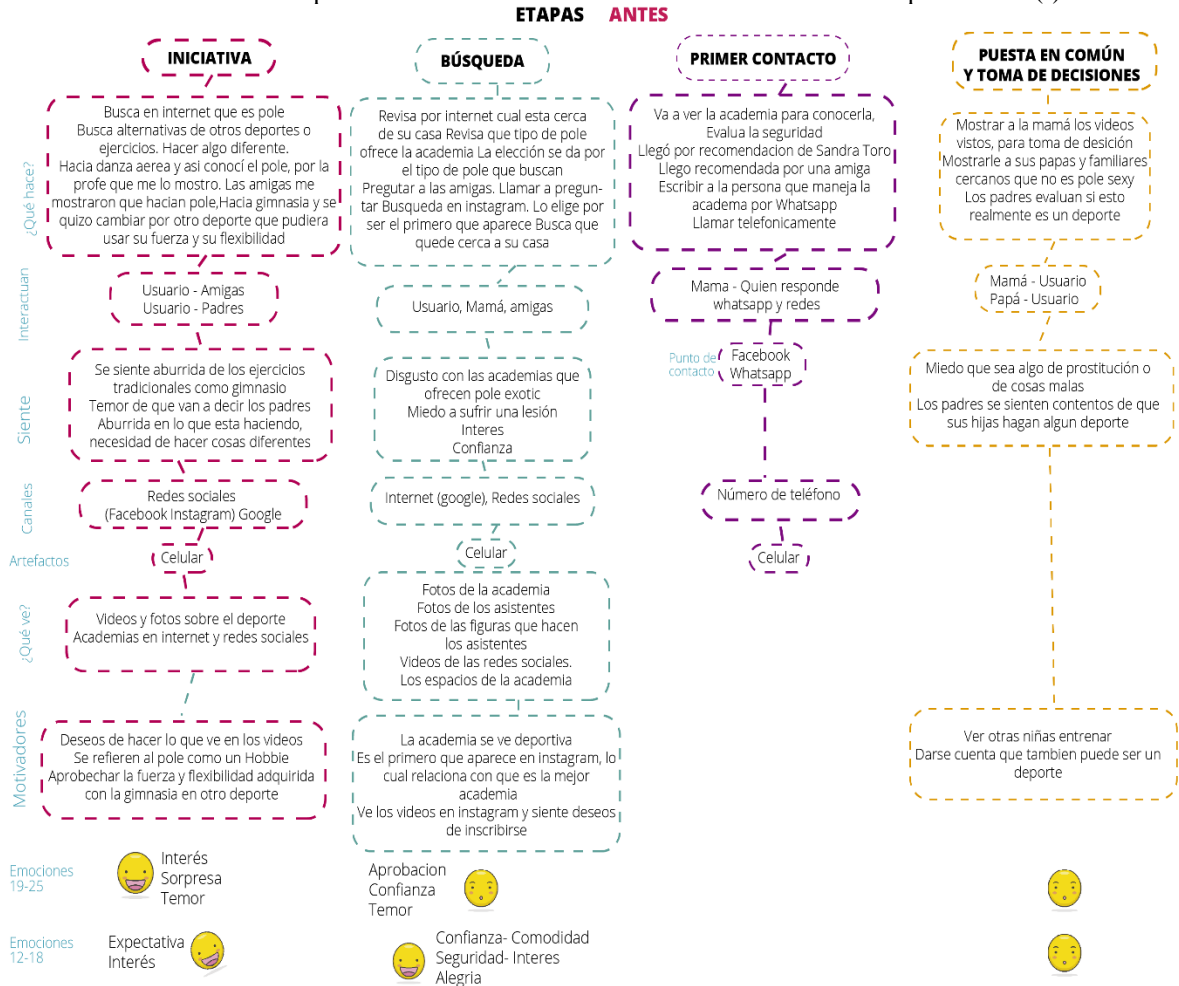 ETAPAS ANTES
INICIATIVA
BÚSQUEDA
PRIMER CONTACTO
PUESTA EN COMÚN
Y TOMA DE DECISIONES
¿Qué hace?
Busca en internet que es pole
Busca alternativas de otros deportes o
ejercicios. Hacer algo diferente.
Hacia danza aerea y asi conocí el pole, por la
profe que me lo mostro. Las amigas me
mostraron que hacian pole,Hacia gimnasia y se
quizo cambiar por otro deporte que pudiera
usar su fuerza y su flexibilidad
Revisa por internet cual esta cerca
de su casa Revisa que tipo de pole
ofrece la academia La elección se da por
el tipo de pole que buscan
Pregutar a las amigas. Llamar a pregun-
tar Busqueda en instagram. Lo elige por
ser el primero que aparece Busca que
quede cerca a su casa
Va a ver la academia para conocerla,
Evalua la seguridad
Llegó por recomendacion de Sandra Toro
Llego recomendada por una amiga
Escribir a la persona que maneja la
academa por Whatsapp
Llamar telefonicamente
Mostrar a la mamá los videos
vistos, para toma de desición
Mostrarle a sus papas y familiares
cercanos que no es pole sexy
Los padres evaluan si esto
realmente es un deporte
Interactuan
Usuario - Amigas
Usuario - Padres
Usuario, Mamá, amigas
Mama - Quien responde
whatsapp y redes
Mamá - Usuario
Papá - Usuario
Punto de
contacto
Facebook
Whatsapp
Siente
Se siente aburrida de los ejercicios
tradicionales como gimnasio
Temor de que van a decir los padres
Aburrida en lo que esta haciendo,
necesidad de hacer cosas diferentes
Disgusto con las academias que
ofrecen pole exotic
Miedo a sufrir una lesión
Interes
Confianza
Miedo que sea algo de prostitución o
de cosas malas
Los padres se sienten contentos de que
sus hijas hagan algun deporte
Canales
Redes sociales
(Facebook Instagram) Google
Internet (google), Redes sociales
Número de teléfono
Artefactos
Celular
Celular
Celular
¿Qué ve?
Videos y fotos sobre el deporte
Academias en internet y redes sociales
Fotos de la academia
Fotos de los asistentes
Fotos de las figuras que hacen
los asistentes
Videos de las redes sociales.
Los espacios de la academia
Motivadores
Deseos de hacer lo que ve en los videos
Se refieren al pole como un Hobbie
Aprobechar la fuerza y flexibilidad adquirida
con la gimnasia en otro deporte
La academia se ve deportiva
Es el primero que aparece en instagram, lo
cual relaciona con que es la mejor
academia
Ve los videos en instagram y siente deseos
de inscribirse
Ver otras niñas entrenar
Darse cuenta que tambien puede ser un
deporte
Emociones
19-25
Interés
Sorpresa
Temor
Aprobacion
Confianza
Temor
Emociones
12-18
Expectativa
Interés
Confianza- Comodidad
Seguridad- Interes
Alegria